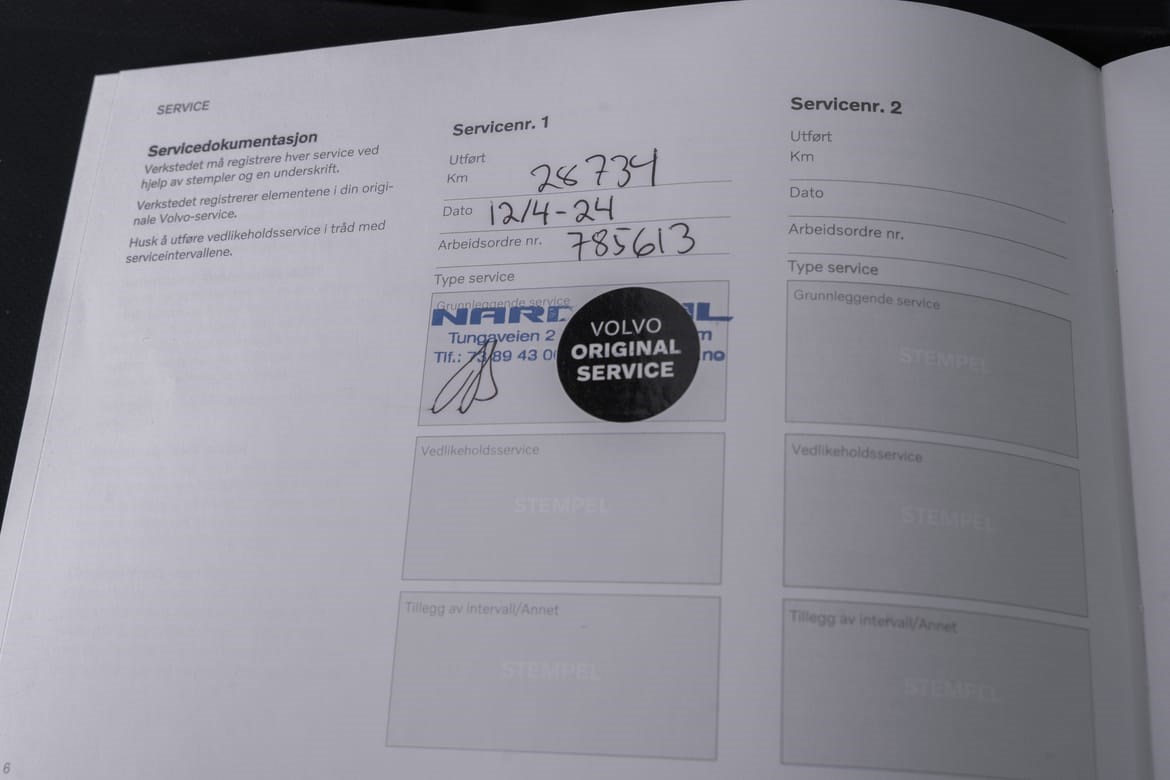 SERVICE
Servicedokumentasjon
Verkstedet må registrere hver service ved
hjelp av stempler og en underskrift.
Verkstedet registrerer elementene i din origi-
nale Volvo-service.
Husk å utføre vedlikeholdsservice i tråd med
serviceintervallene.
Servicenr. 1
Utført
Km 28734
Dato 12/4-24
Arbeidsordre nr. 785613
Type service
Grunnleggende service
Tungaveien 2
Tlf.: 73 89 43 0
no
VOLVO
ORIGINAL
SERVICE
Vedlikeholdsservice
STEMPEL
Tillegg av intervall/Annet
STEMPEL
Servicenr. 2
Utført
Km
Dato
Arbeidsordre nr.
Type service
Grunnleggende service
STEMPEL
Vedlikeholdsservice
STEMPEL
Tillegg av intervall/Annet
STEMPEL
6